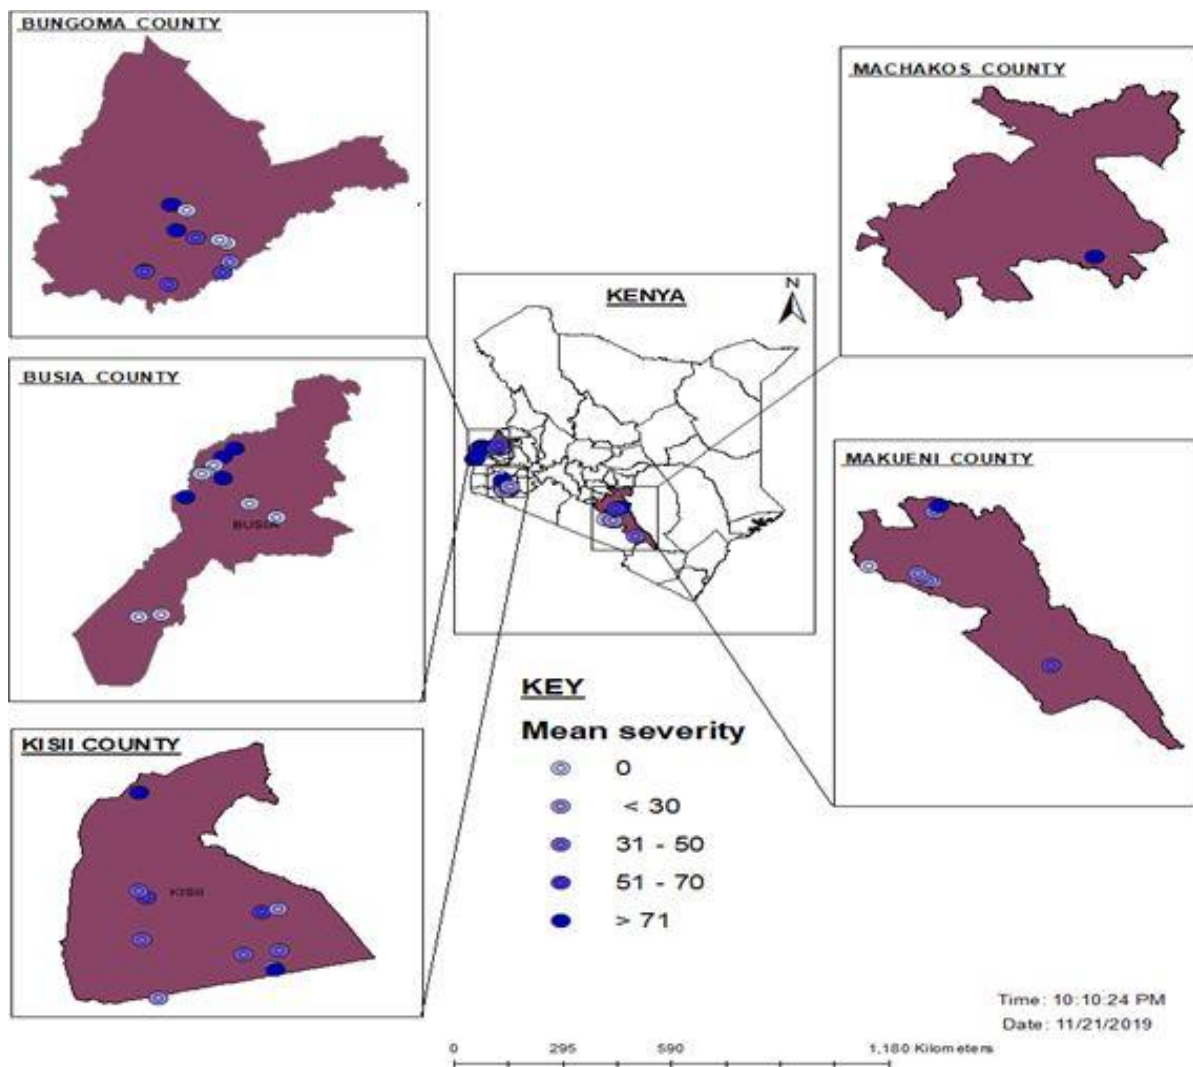 BUNGOMA COUNTY
MACHAKOS COUNTY
KENYA
N
BUSIA COUNTY
BUSIA
MAKUENI COUNTY
KISII COUNTY
KISII
KEY
Mean severity
0
< 30
31 - 50
51 - 70
> 71
Time: 10:10:24 PM
Date: 11/21/2019
0 295 590 1,180 Kilometers